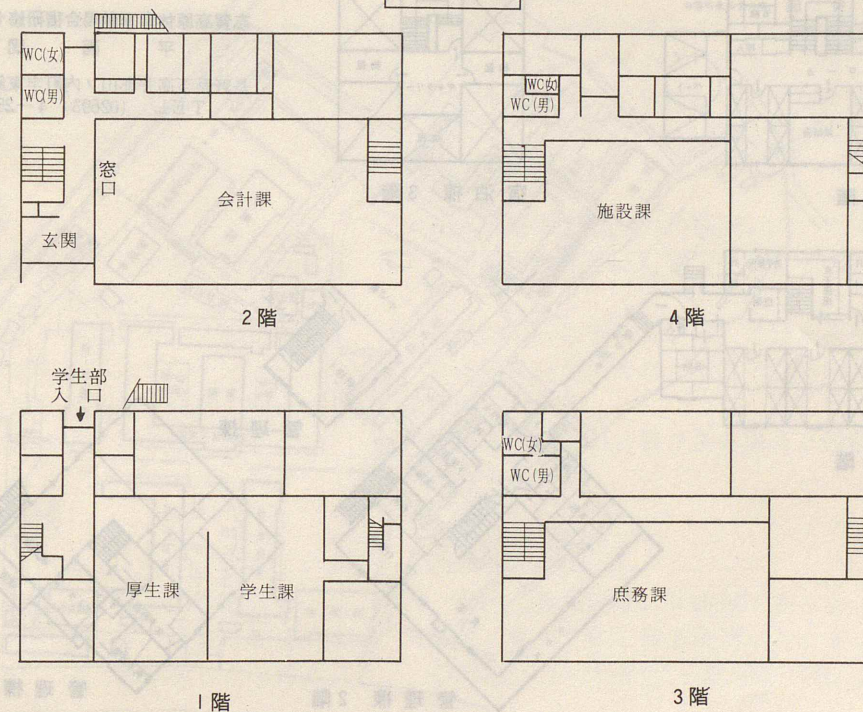 WC(女)
WC(男)
窓口
会計課
玄関
2階
WC(女)
WC(男)
施設課
4階
学生部
入口
厚生課
学生課
1階
WC(女)
WC(男)
庶務課
3階